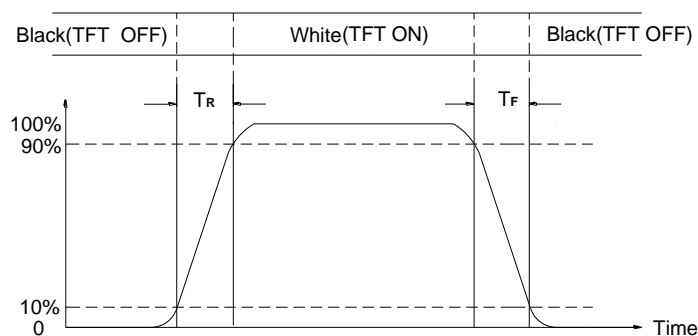 Black(TFT OFF) White(TFT ON) Black(TFT OFF)
TR TF
100%
90%
10%
0
Time